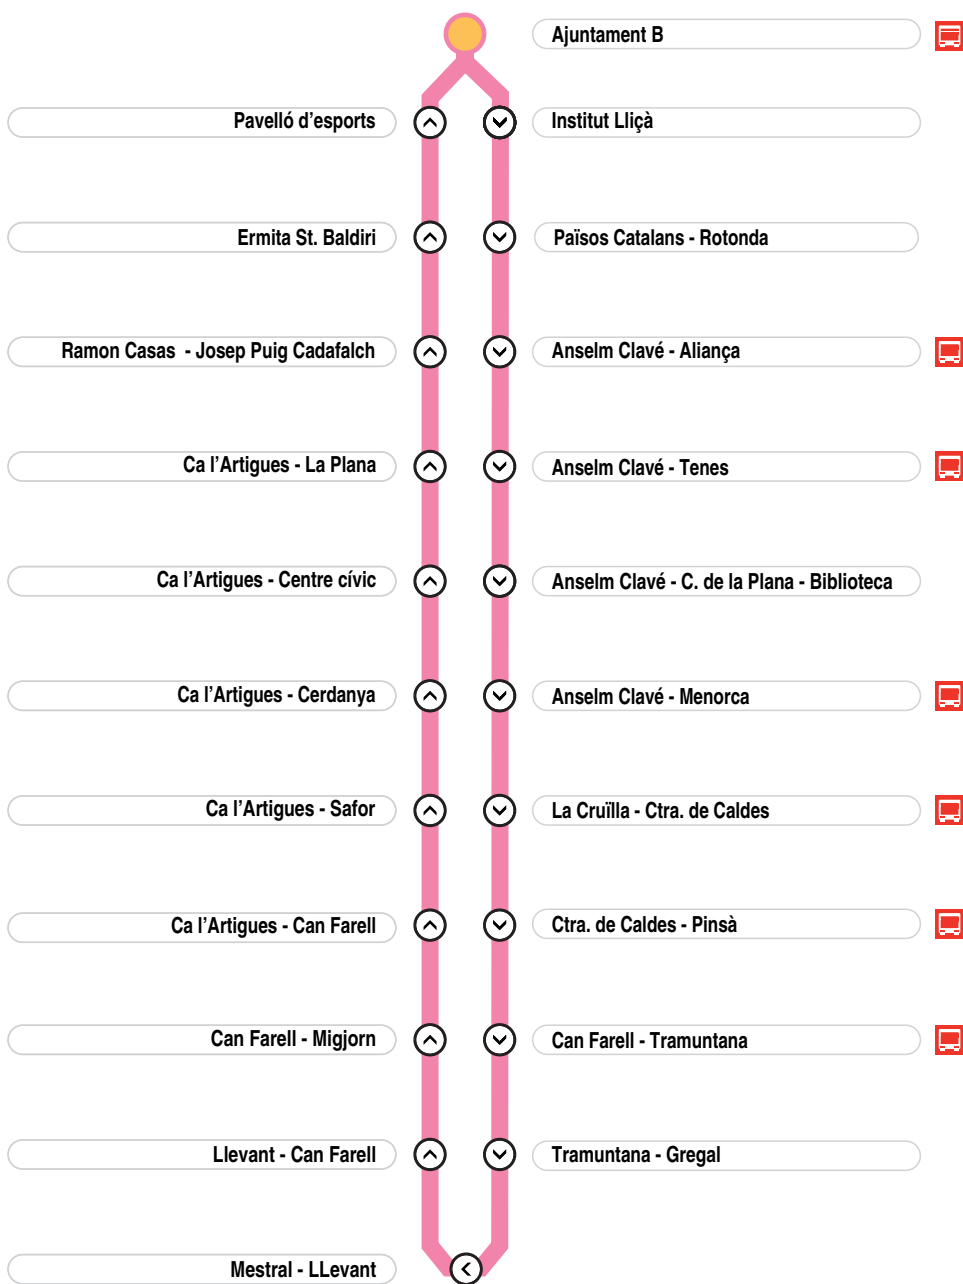 Ajuntament B
Pavelló d'esports
Institut Lliçà
Ermita St. Baldiri
Països Catalans - Rotonda
Ramon Casas - Josep Puig Cadafalch
Anselm Clavé - Aliança
Ca l'Artigues - La Plana
Anselm Clavé - Tenes
Ca l'Artigues - Centre cívic
Anselm Clavé - C. de la Plana - Biblioteca
Ca l'Artigues - Cerdanya
Anselm Clavé - Menorca
Ca l'Artigues - Safor
La Cruïlla - Ctra. de Caldes
Ca l'Artigues - Can Farell
Ctra. de Caldes - Pinsà
Can Farell - Migjorn
Can Farell - Tramuntana
Llevant - Can Farell
Tramuntana - Gregal
Mestral - LLevant